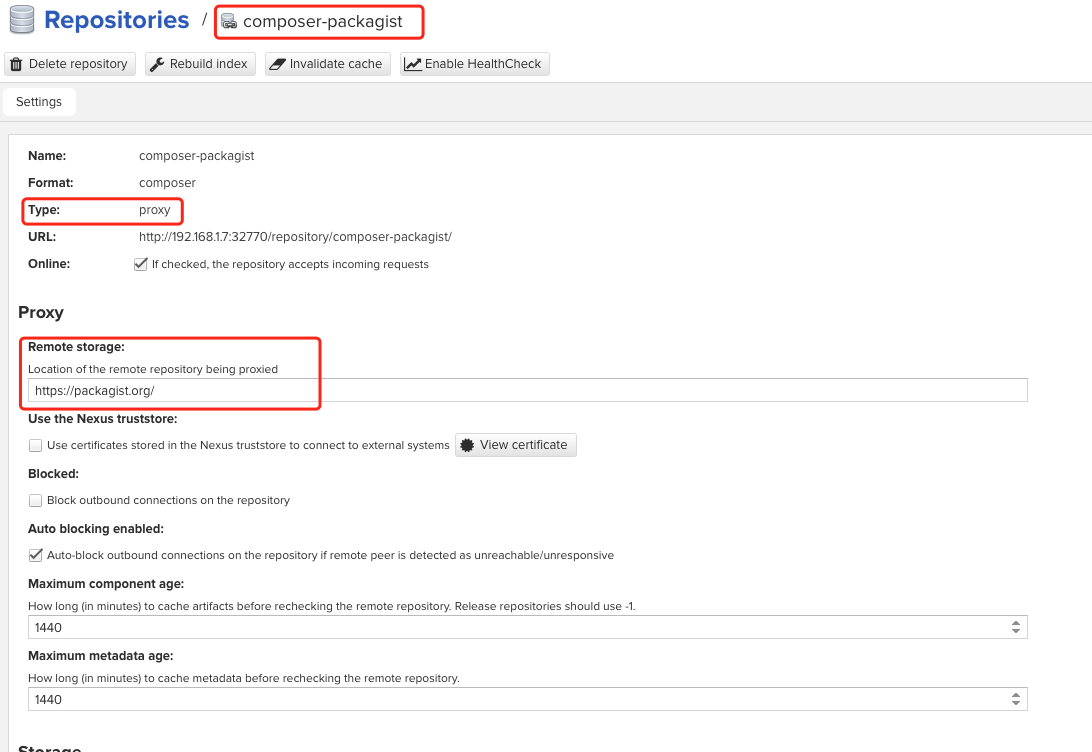 Repositories / composer-packagist
Delete repository Rebuild index Invalidate cache Enable HealthCheck
Settings
Name: composer-packagist
Format: composer
Type: proxy
URL: http://192.168.1.7:32770/repository/composer-packagist/
Online: If checked, the repository accepts incoming requests
Proxy
Remote storage:
Location of the remote repository being proxied
https://packagist.org/
Use the Nexus truststore:
Use certificates stored in the Nexus truststore to connect to external systems View certificate
Blocked:
Block outbound connections on the repository
Auto blocking enabled:
Auto-block outbound connections on the repository if remote peer is detected as unreachable/unresponsive
Maximum component age:
How long (in minutes) to cache artifacts before rechecking the remote repository. Release repositories should use -1.
1440
Maximum metadata age:
How long (in minutes) to cache metadata before rechecking the remote repository.
1440
Storage